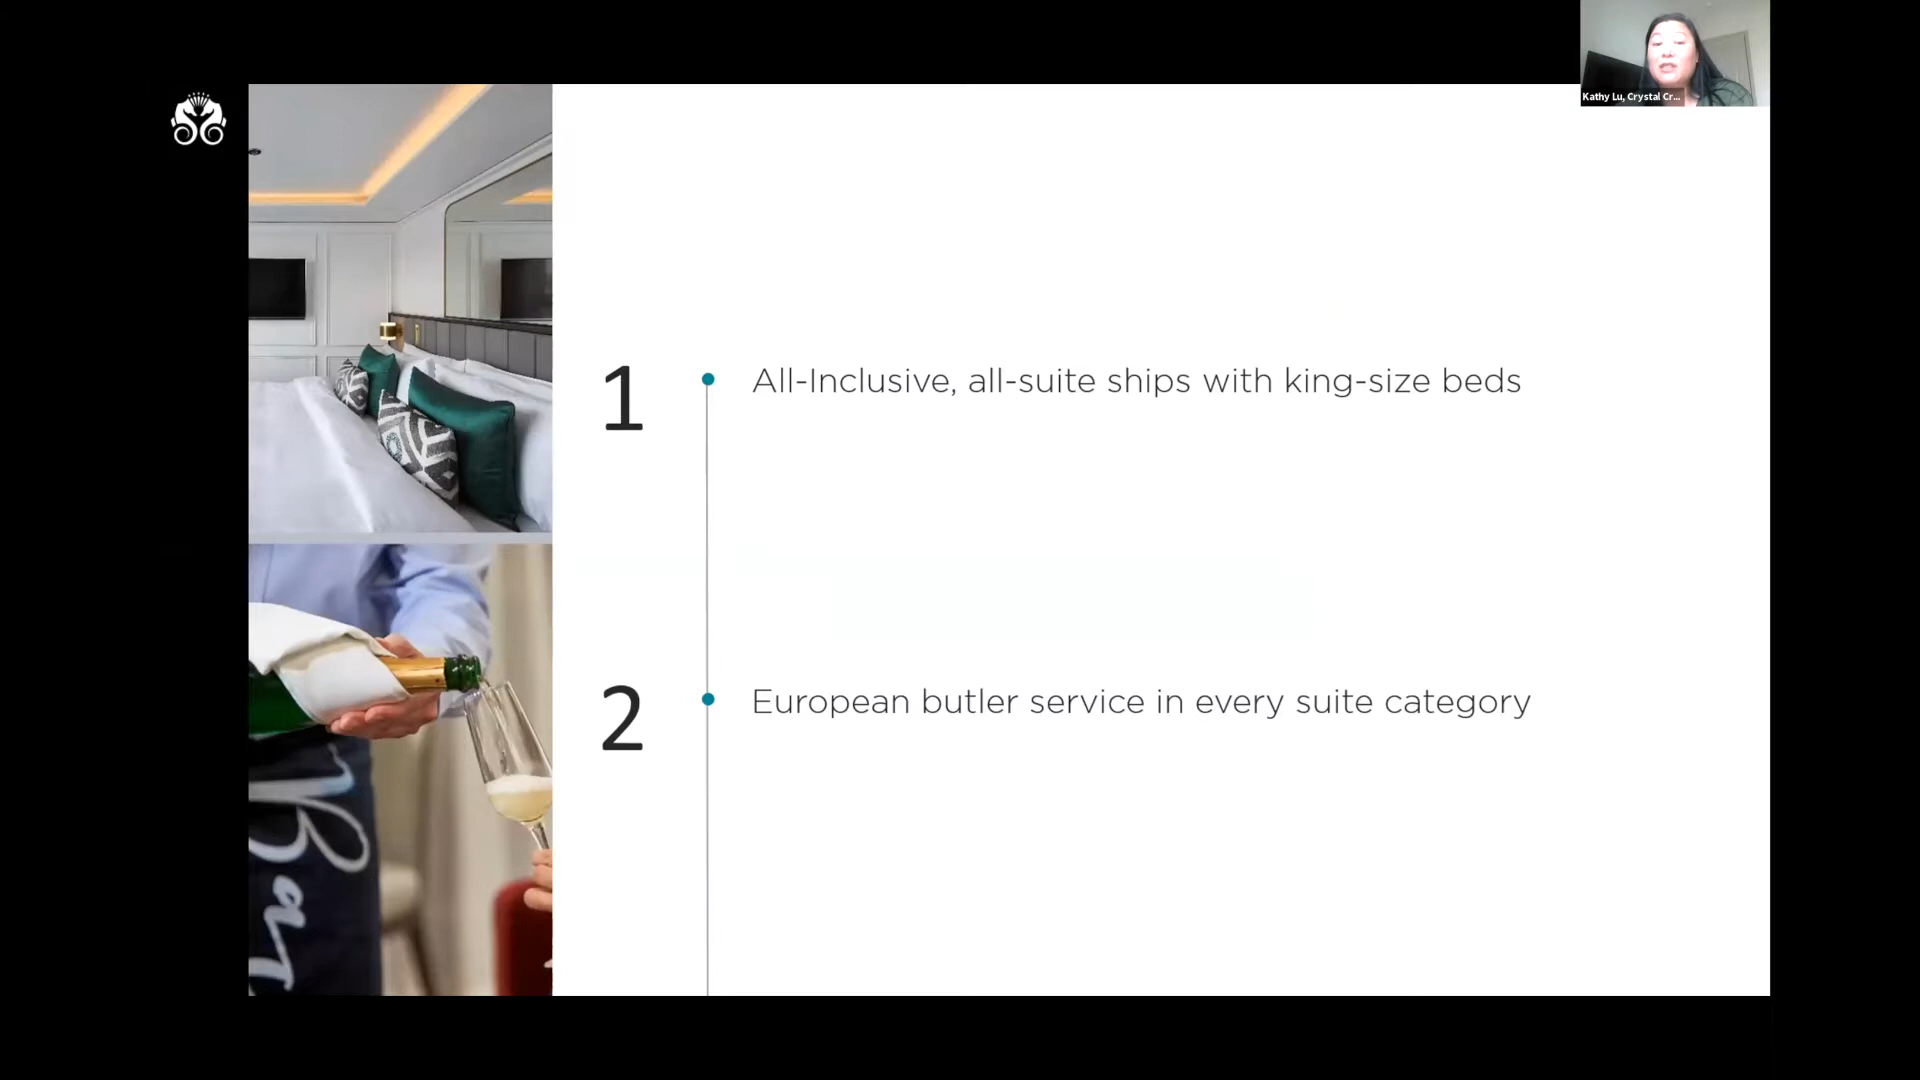 Kathy Lu, Crystal Cr...
1
All-Inclusive, all-suite ships with king-size beds
2
European butler service in every suite category
Bar